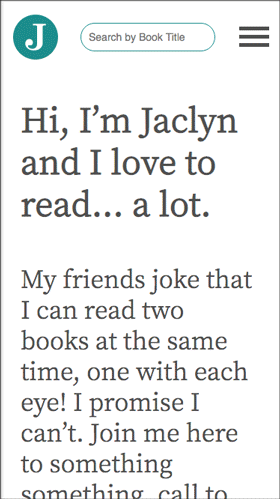 J
Search by Book Title
Hi, I’m Jaclyn
and I love to
read… a lot.
My friends joke that
I can read two
books at the same
time, one with each
eye! I promise I
can’t. Join me here
to something
something, call to